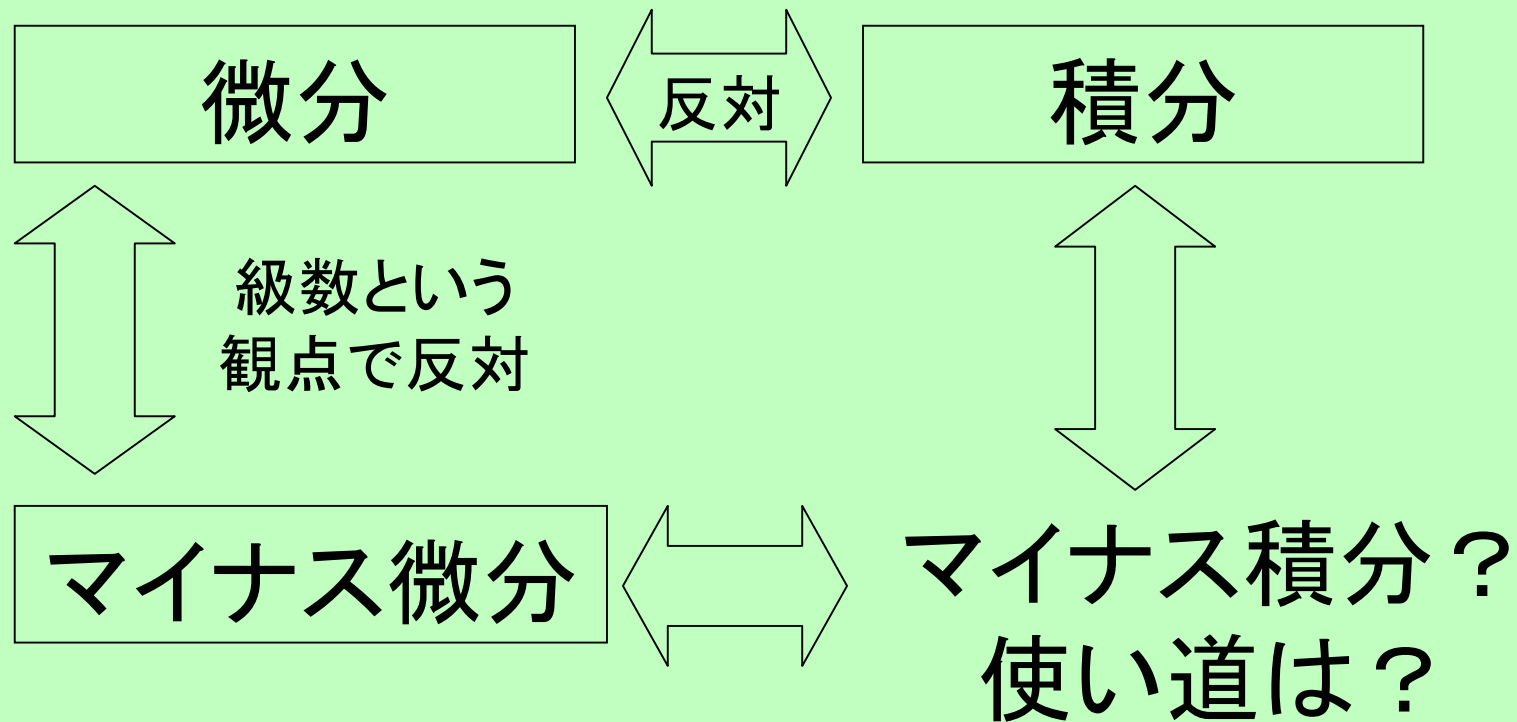 微分
反対
積分
級数という
観点で反対
マイナス微分
マイナス積分？
使い道は？